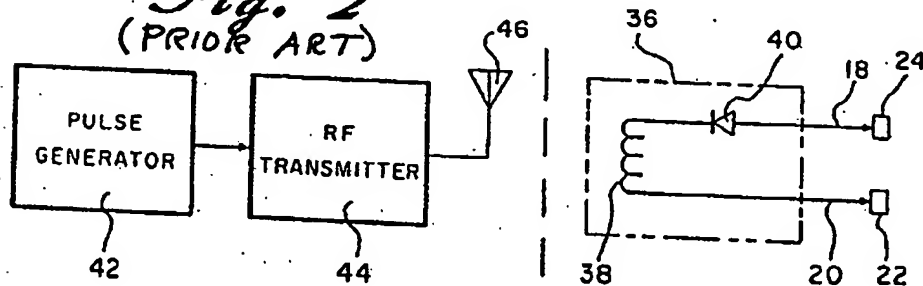 Fig. 2
(PRIOR ART)
46
36
40
24
18
PULSE
GENERATOR
RF
TRANSMITTER
42
44
38
20
22